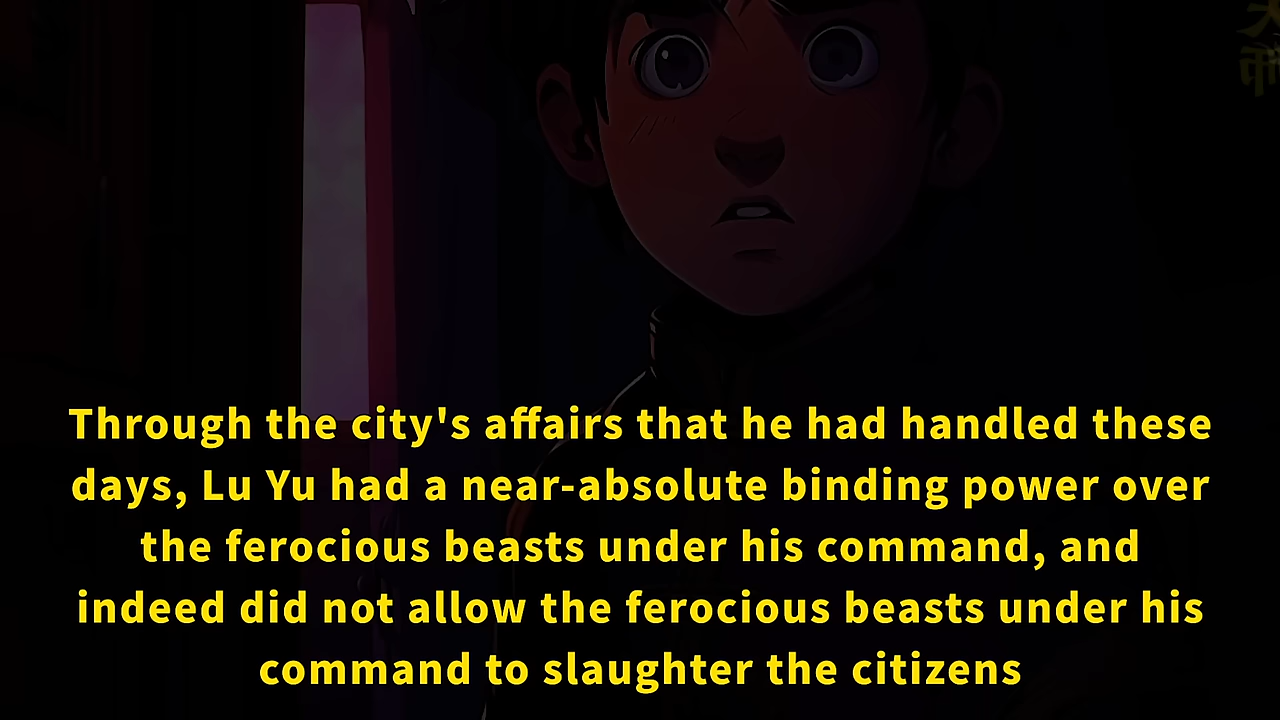 Through the city's affairs that he had handled these
days, Lu Yu had a near-absolute binding power over
the ferocious beasts under his command, and
indeed did not allow the ferocious beasts under his
command to slaughter the citizens